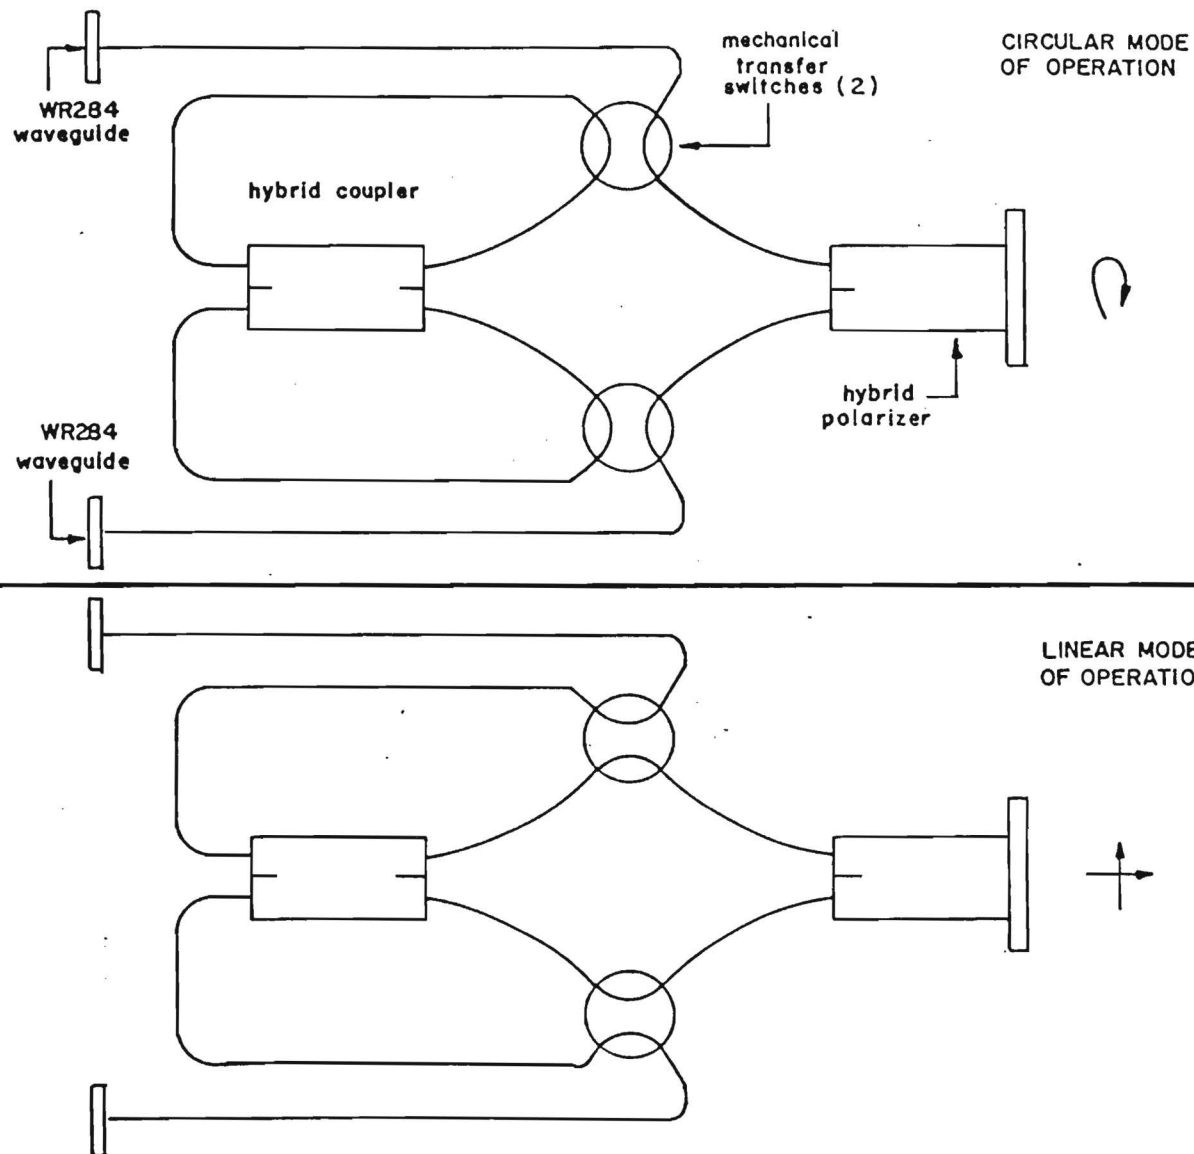 mechanical
transfer
switches (2)
CIRCULAR MODE
OF OPERATION
WR284
waveguide
hybrid coupler
hybrid
polarizer
WR284
waveguide
LINEAR MODE
OF OPERATIO